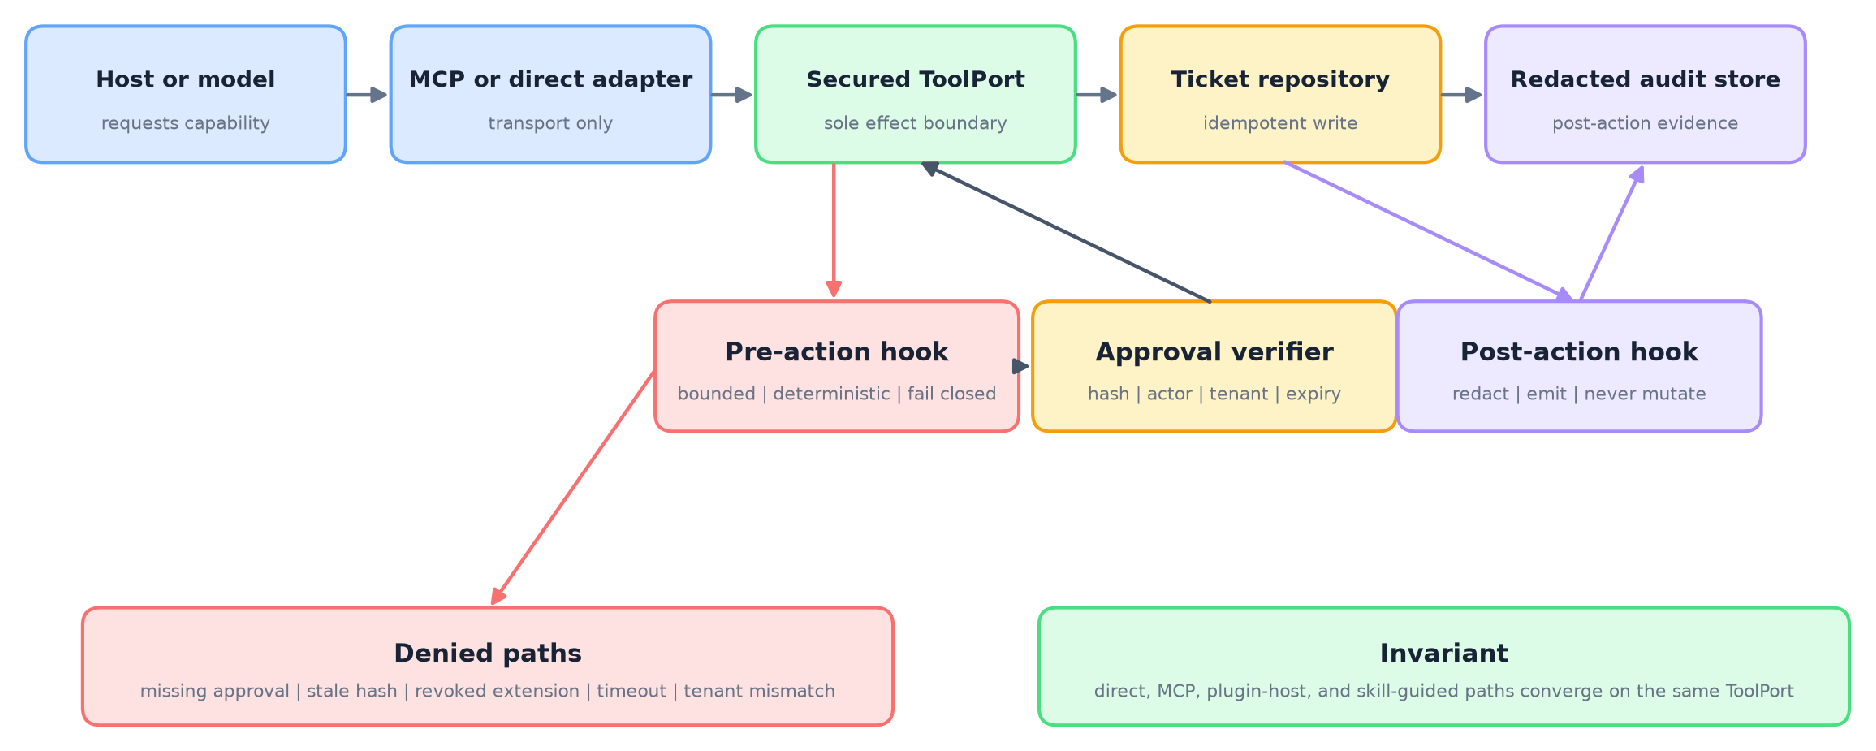 Host or model
requests capability
MCP or direct adapter
transport only
Secured ToolPort
sole effect boundary
Ticket repository
idempotent write
Redacted audit store
post-action evidence
Pre-action hook
bounded | deterministic | fail closed
Approval verifier
hash | actor | tenant | expiry
Post-action hook
redact | emit | never mutate
Denied paths
missing approval | stale hash | revoked extension | timeout | tenant mismatch
Invariant
direct, MCP, plugin-host, and skill-guided paths converge on the same ToolPort